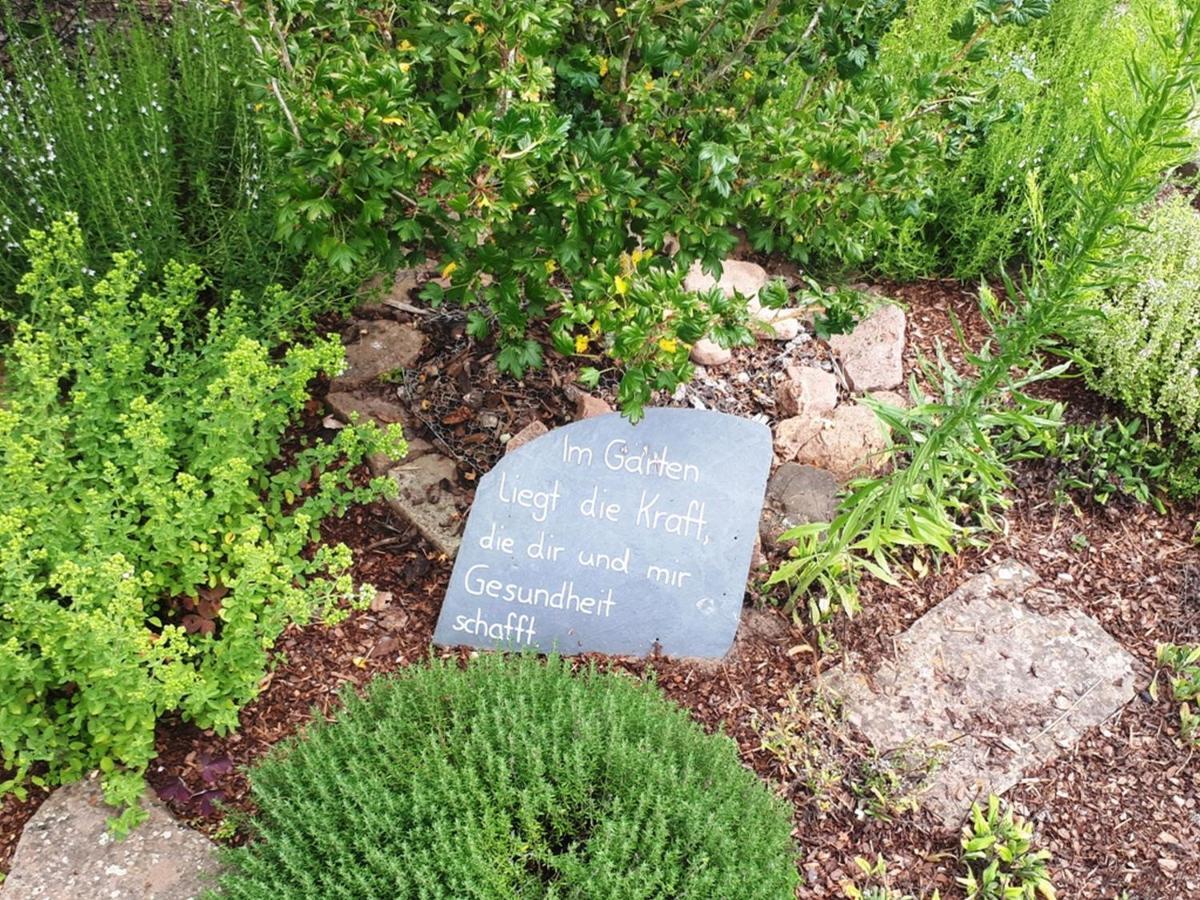 Im Garten
liegt die Kraft,
die dir und mir
Gesundheit
schafft